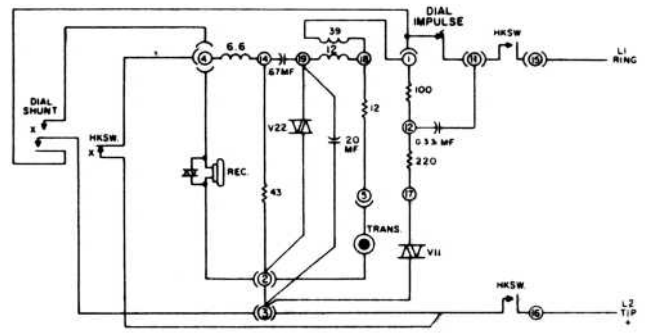 DIAL
IMPULSE
39
6.6
12
HKSW
L1
RING
4
14
19
18
1
11
15
.67MF
100
DIAL
SHUNT
X
HKSW.
X
V22
20
MF
12
12
0.33 MF
220
REC.
43
5
17
TRANS.
V11
2
3
HKSW
16
L2
TIP
+